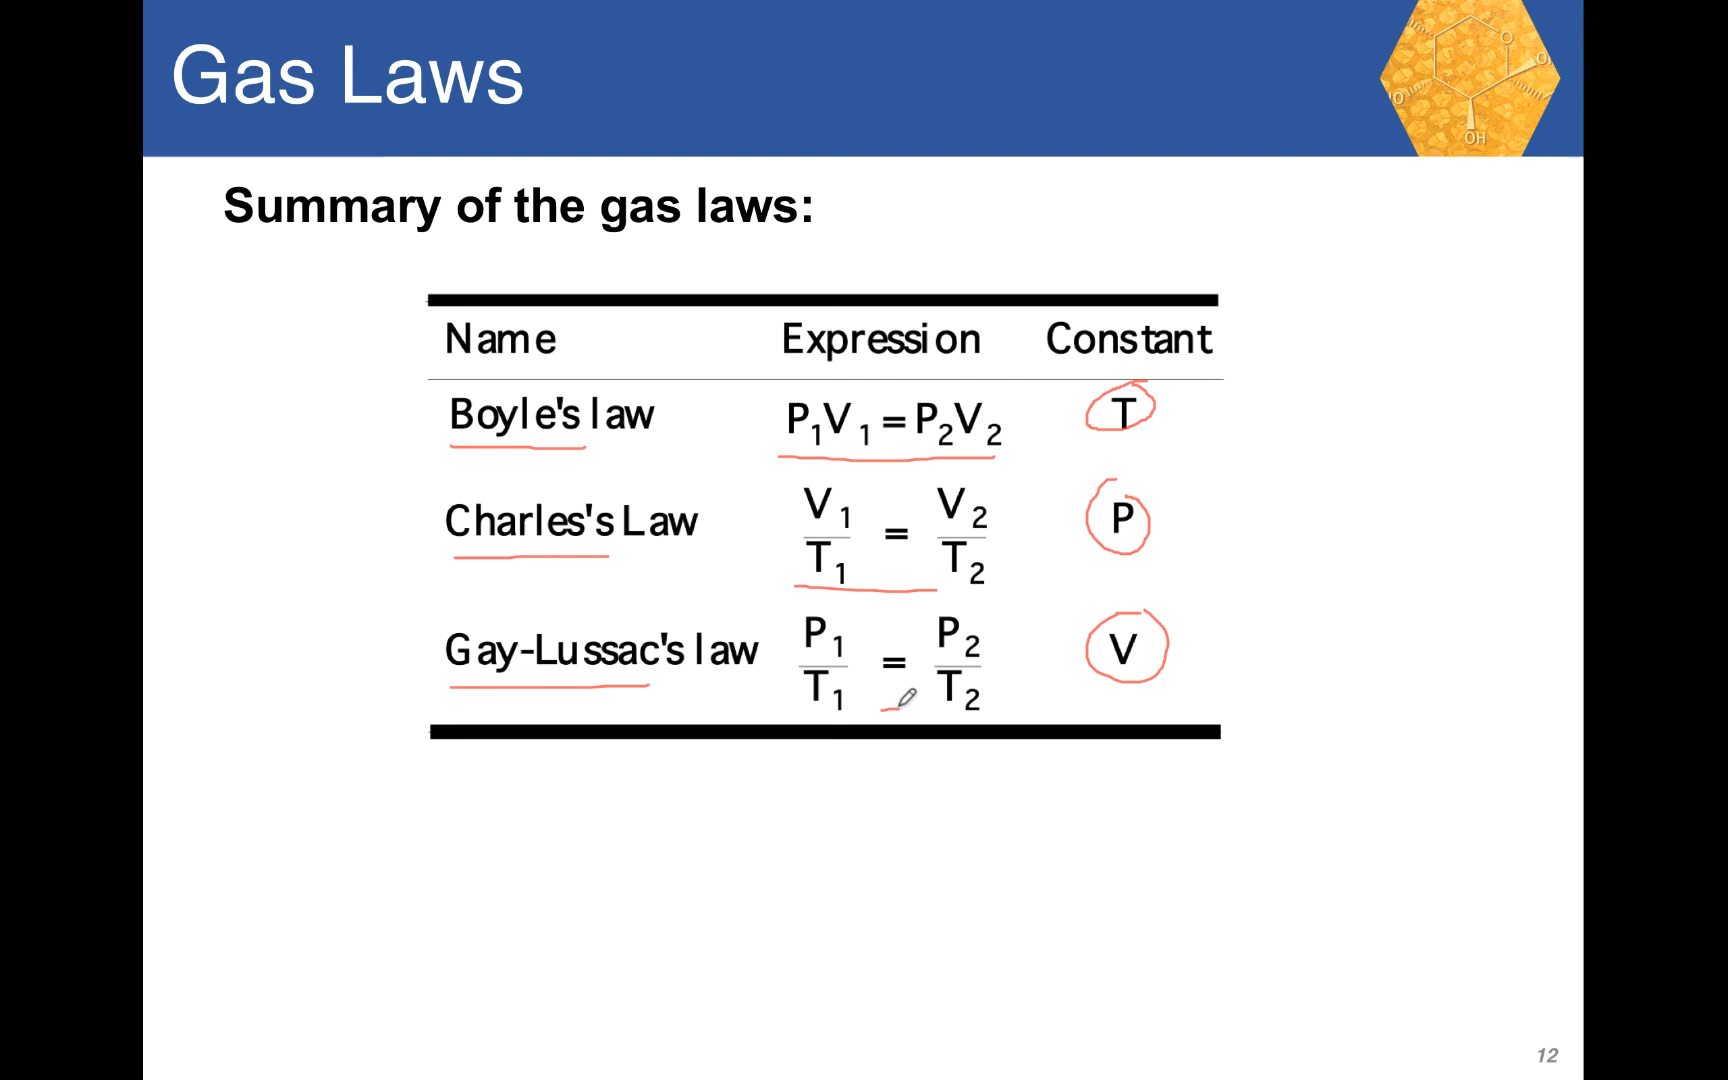 Gas Laws
O
O
O
OH
Summary of the gas laws:
Name Expression Constant
Boyle's law P₁V₁ = P₂V₂ T
Charles's Law V₁/T₁ = V₂/T₂ P
Gay-Lussac's law P₁/T₁ = P₂/T₂ V
12